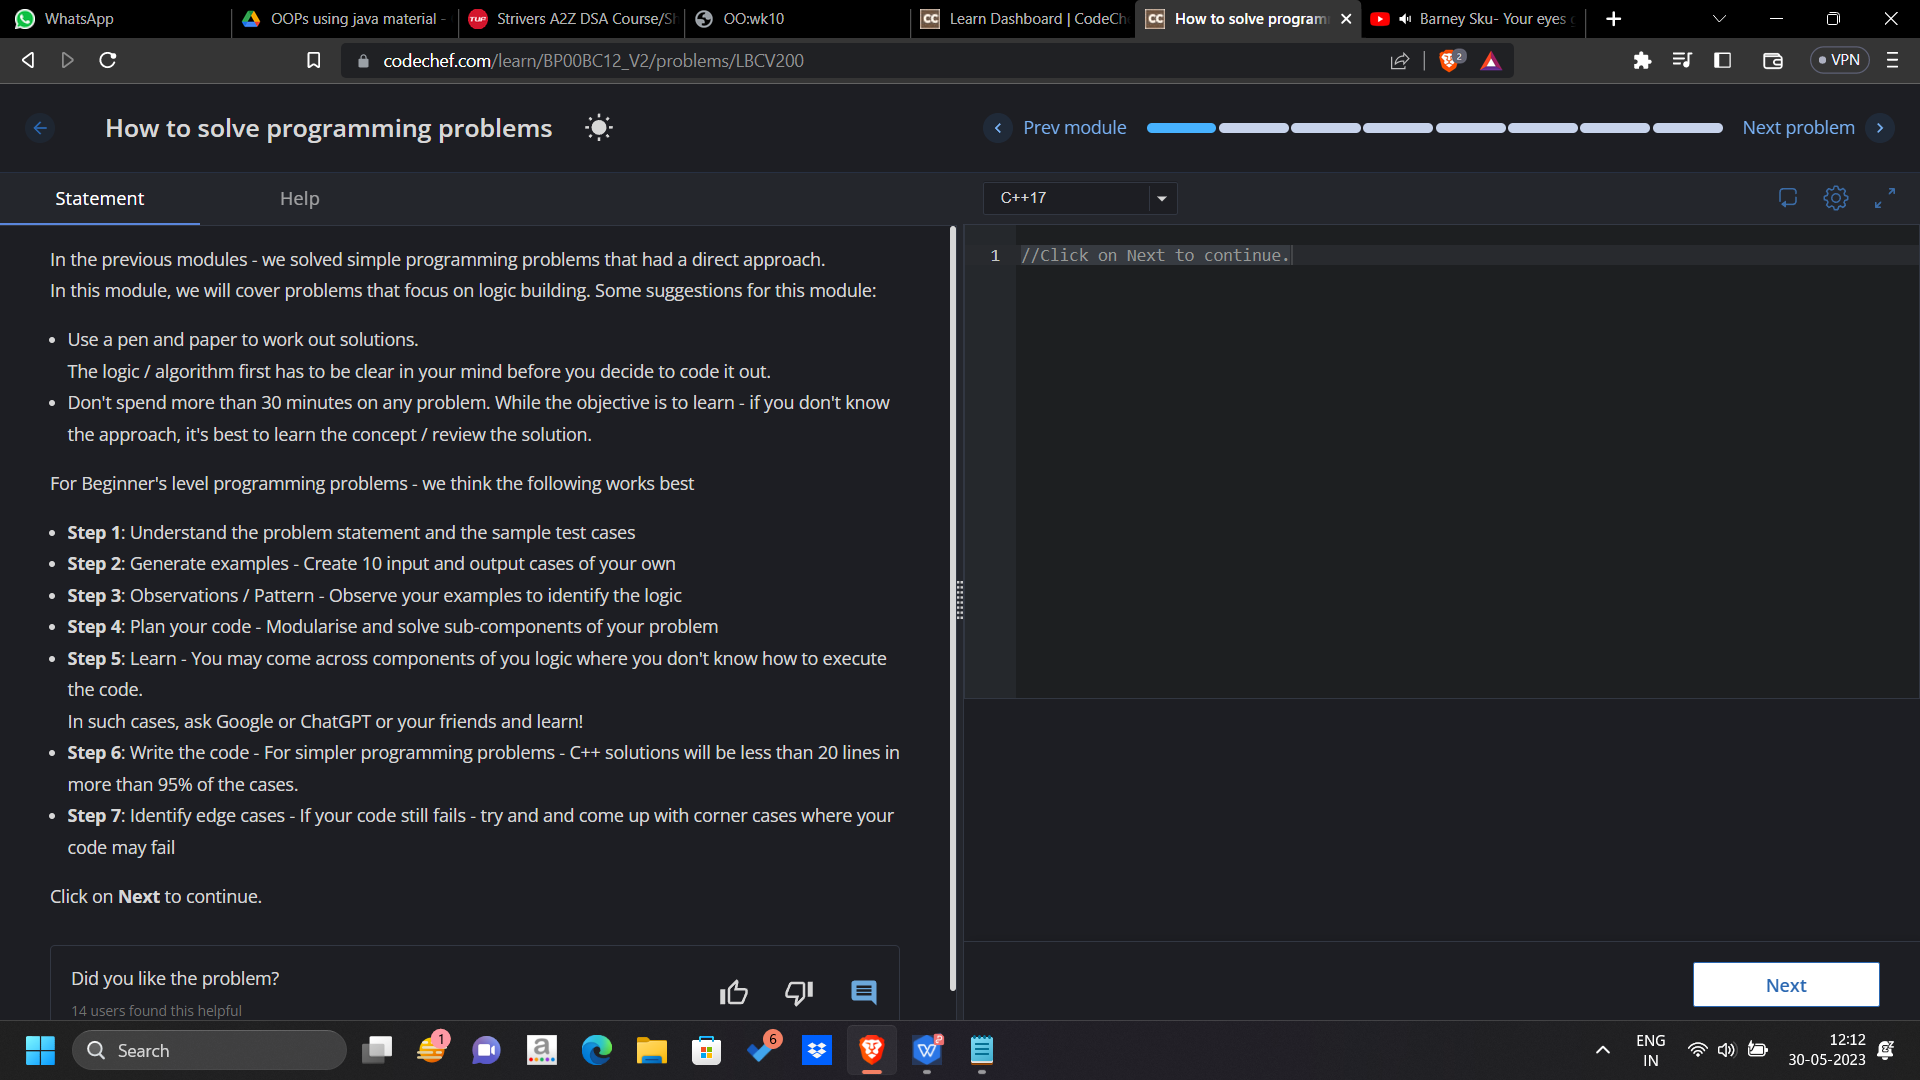 WhatsApp
OOPs using java material -
Strivers A2Z DSA Course/Sh
OO:wk10
Learn Dashboard | CodeChe
How to solve program
Barney Sku- Your eyes g
codechef.com/learn/BP00BC12_V2/problems/LBCV200
2
VPN
How to solve programming problems
Prev module
Next problem
Statement
Help
C++17
In the previous modules - we solved simple programming problems that had a direct approach.
In this module, we will cover problems that focus on logic building. Some suggestions for this module:
• Use a pen and paper to work out solutions.
The logic / algorithm first has to be clear in your mind before you decide to code it out.
• Don't spend more than 30 minutes on any problem. While the objective is to learn - if you don't know
the approach, it's best to learn the concept / review the solution.
For Beginner's level programming problems - we think the following works best
• Step 1: Understand the problem statement and the sample test cases
• Step 2: Generate examples - Create 10 input and output cases of your own
• Step 3: Observations / Pattern - Observe your examples to identify the logic
• Step 4: Plan your code - Modularise and solve sub-components of your problem
• Step 5: Learn - You may come across components of you logic where you don't know how to execute
the code.
In such cases, ask Google or ChatGPT or your friends and learn!
• Step 6: Write the code - For simpler programming problems - C++ solutions will be less than 20 lines in
more than 95% of the cases.
• Step 7: Identify edge cases - If your code still fails - try and and come up with corner cases where your
code may fail
Click on Next to continue.
Did you like the problem?
14 users found this helpful
1 //Click on Next to continue.
Next
Search
1
6
ENG
IN
12:12
30-05-2023